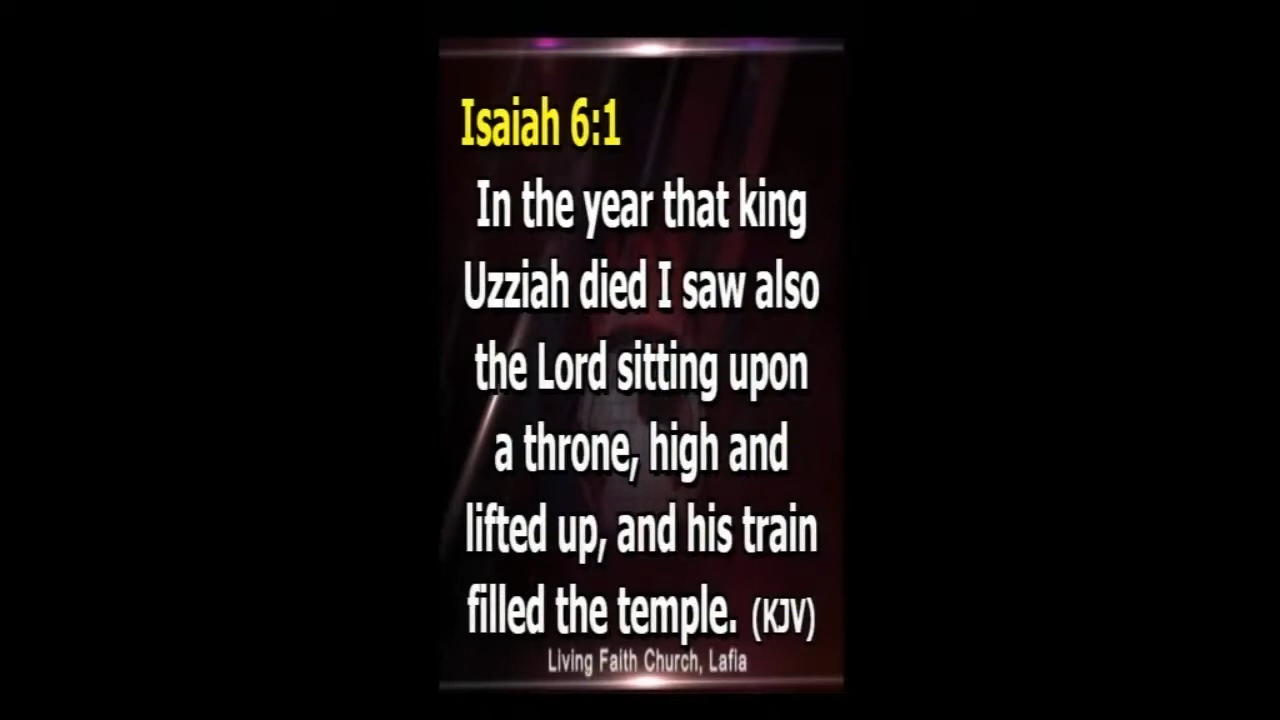 Isaiah 6:1
In the year that king
Uzziah died I saw also
the Lord sitting upon
a throne, high and
lifted up, and his train
filled the temple. (KJV)
Living Faith Church, Lafia